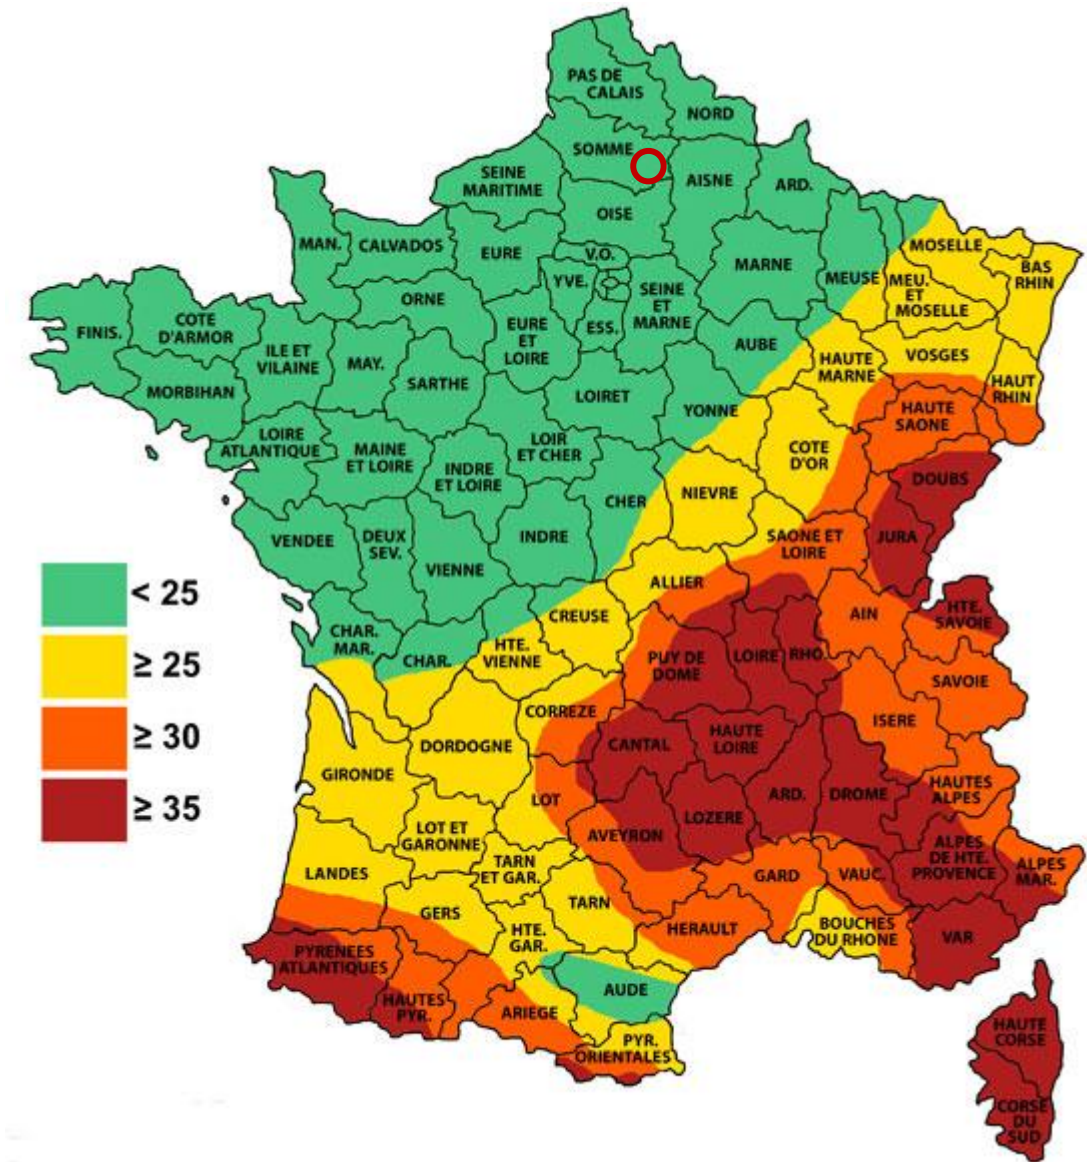 PAS DE
CALAIS
NORD
SOMME
SEINE
MARITIME
AISNE
ARD.
OISE
MAN.
CALVADOS
EURE
V.O.
YVE.
SEINE
ET
MARNE
MARNE
MEUSE
MOSELLE
MEU.
ET
MOSELLE
BAS
RHIN
ORNE
ESS.
EURE
ET
LOIRE
AUBE
HAUTE
MARNE
VOSGES
HAUT
RHIN
FINIS.
COTE
D'ARMOR
ILE ET
VILAINE
MAY.
SARTHE
MORBIHAN
LOIRET
YONNE
HAUTE
SAONE
LOIRE
ATLANTIQUE
MAINE
ET LOIRE
INDRE
ET LOIRE
LOIR
ET CHER
COTE
D'OR
DOUBS
CHER
NIEVRE
VENDEE
DEUX
SEV.
VIENNE
INDRE
SAONE ET
LOIRE
JURA
ALLIER
< 25
≥ 25
≥ 30
≥ 35
CHAR.
MAR.
CHAR.
HTE.
VIENNE
CREUSE
PUY DE
DOME
LOIRE
RHO.
AIN
HTE.
SAVOIE
SAVOIE
CORREZE
ISERE
DORDOGNE
CANTAL
HAUTE
LOIRE
GIRONDE
LOT
ARD.
DROME
HAUTES
ALPES
LOT ET
GARONNE
AVEYRON
LOZERE
LANDES
TARN
ET GAR.
GARD
VAUC.
ALPES
DE HTE.
PROVENCE
ALPES
MAR.
GERS
TARN
HTE.
GAR.
HERAULT
BOUCHES
DU RHONE
VAR
PYRENEES
ATLANTIQUES
HAUTES
PYR.
ARIEGE
AUDE
PYR.
ORIENTALES
HAUTE
CORSE
CORSE
DU
SUD